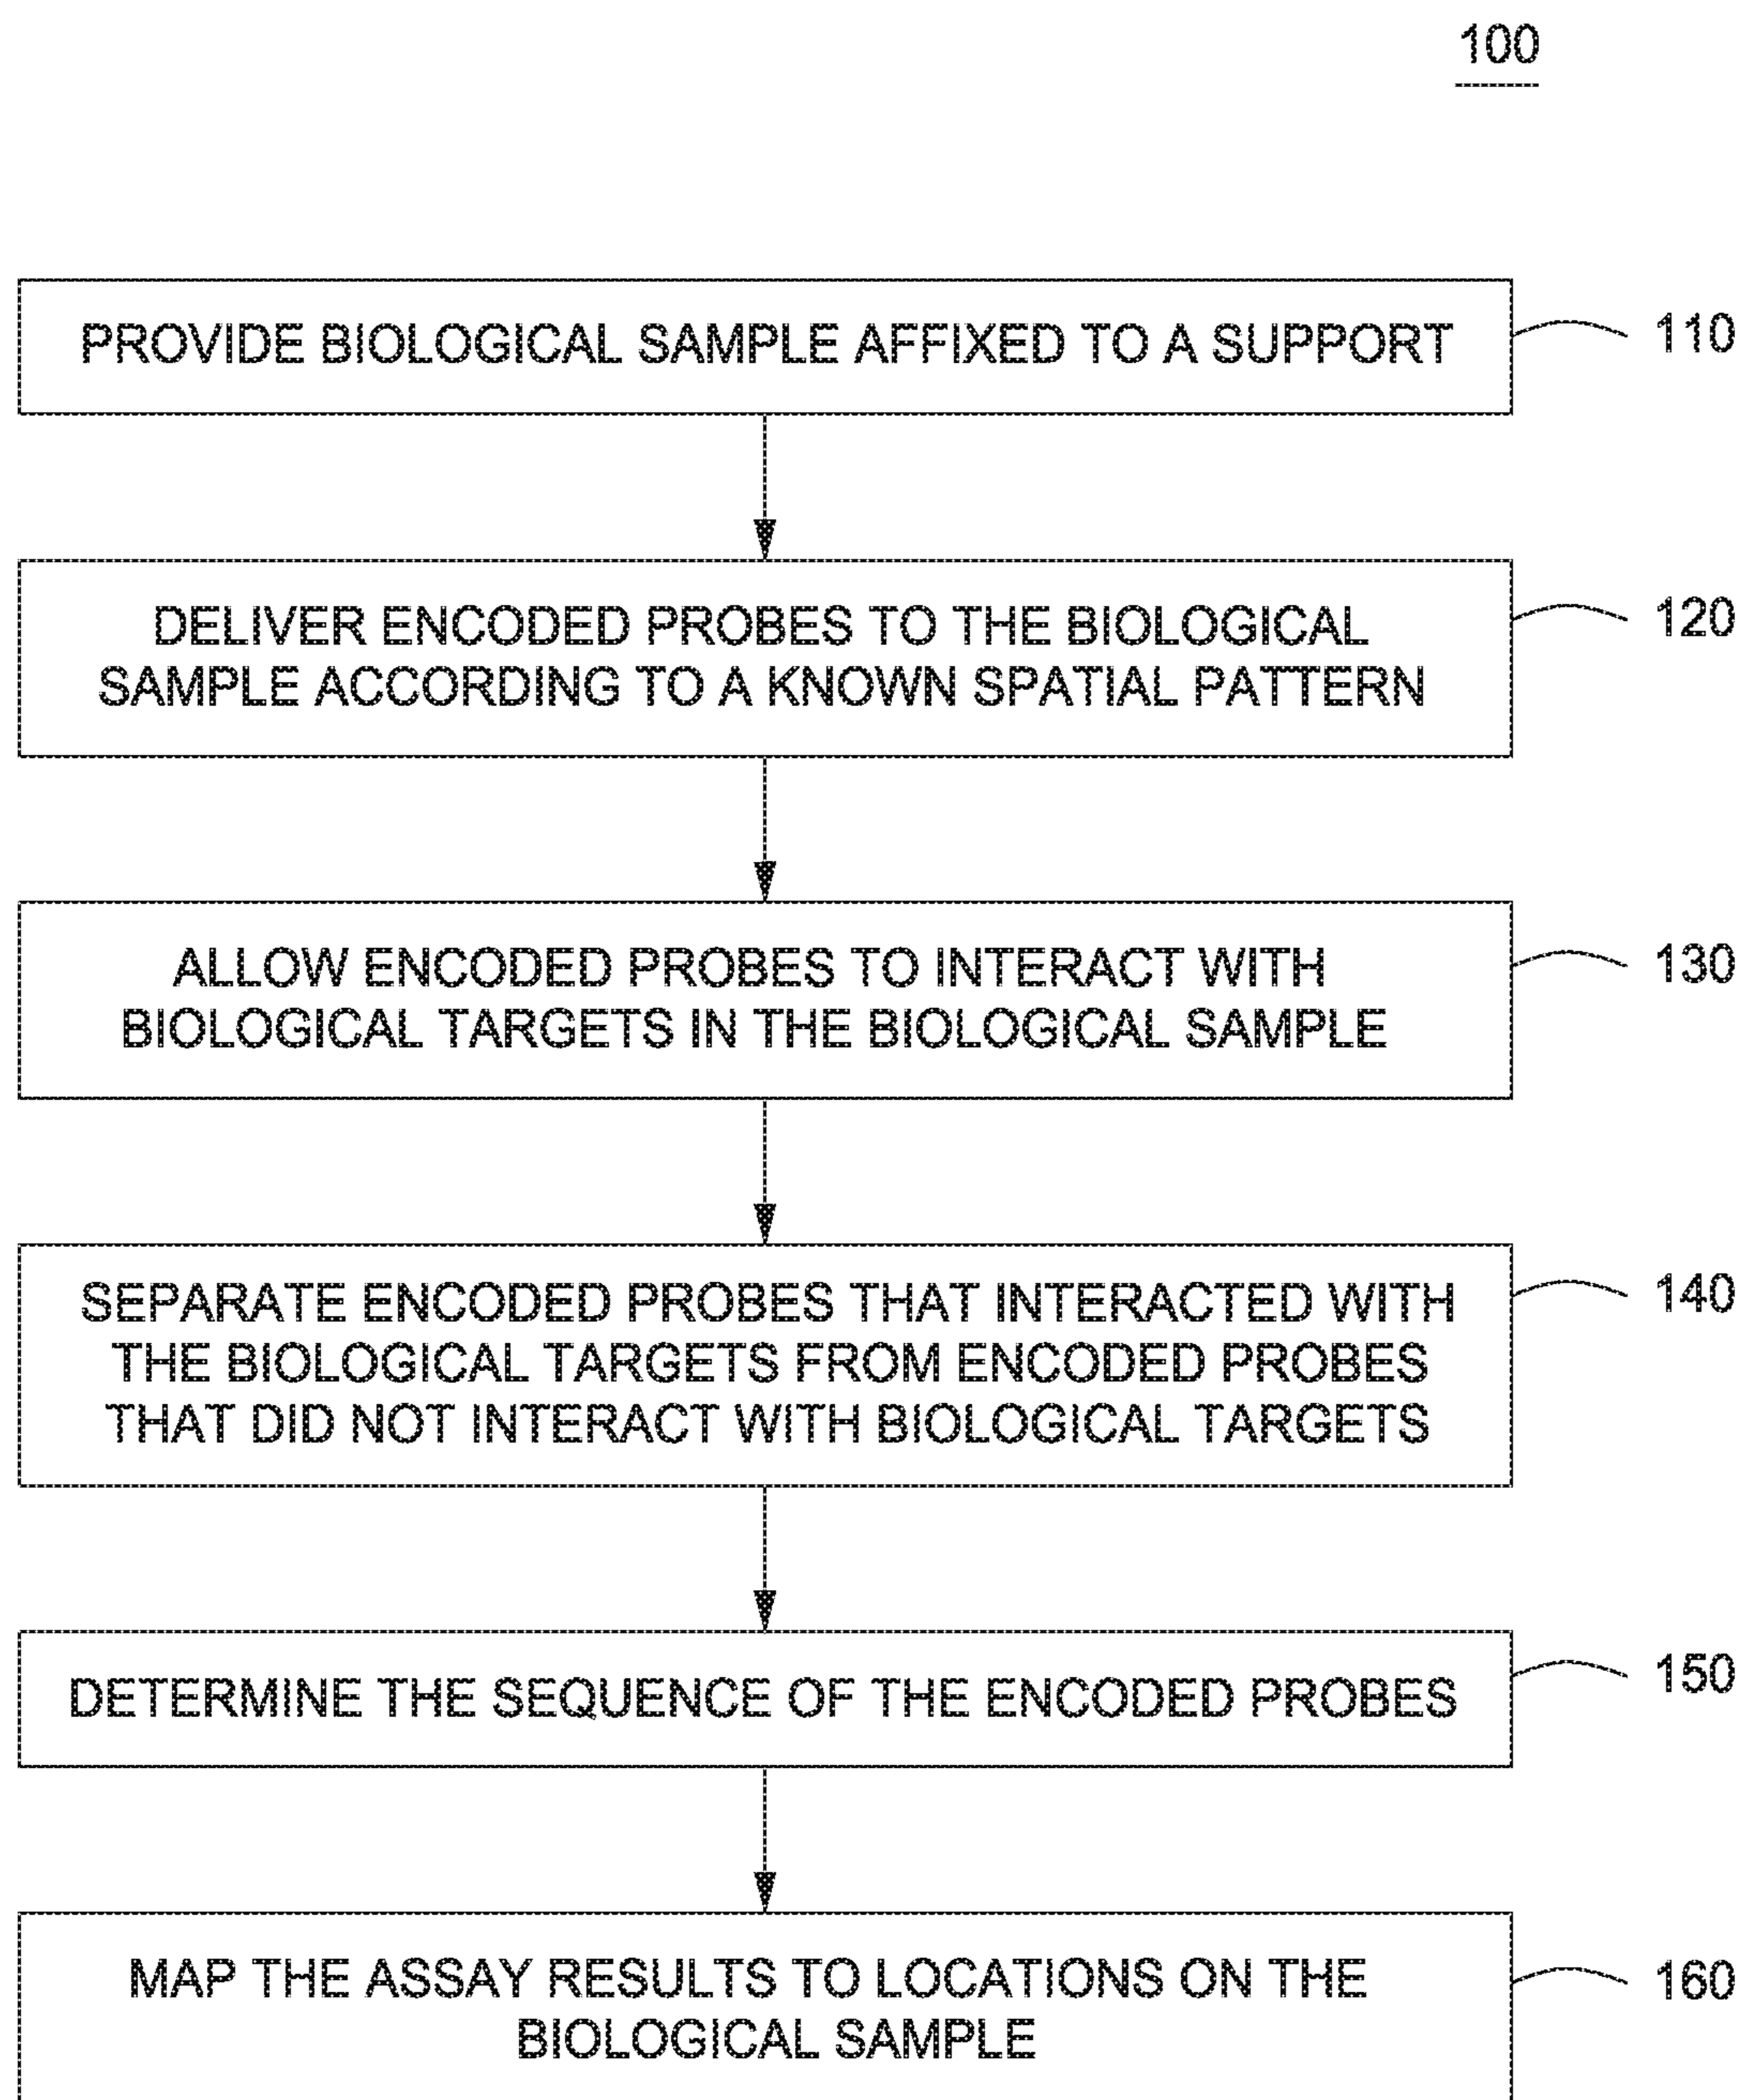 100
PROVIDE BIOLOGICAL SAMPLE AFFIXED TO A SUPPORT
110
DELIVER ENCODED PROBES TO THE BIOLOGICAL
SAMPLE ACCORDING TO A KNOWN SPATIAL PATTERN
120
ALLOW ENCODED PROBES TO INTERACT WITH
BIOLOGICAL TARGETS IN THE BIOLOGICAL SAMPLE
130
SEPARATE ENCODED PROBES THAT INTERACTED WITH
THE BIOLOGICAL TARGETS FROM ENCODED PROBES
THAT DID NOT INTERACT WITH BIOLOGICAL TARGETS
140
DETERMINE THE SEQUENCE OF THE ENCODED PROBES
150
MAP THE ASSAY RESULTS TO LOCATIONS ON THE
BIOLOGICAL SAMPLE
160